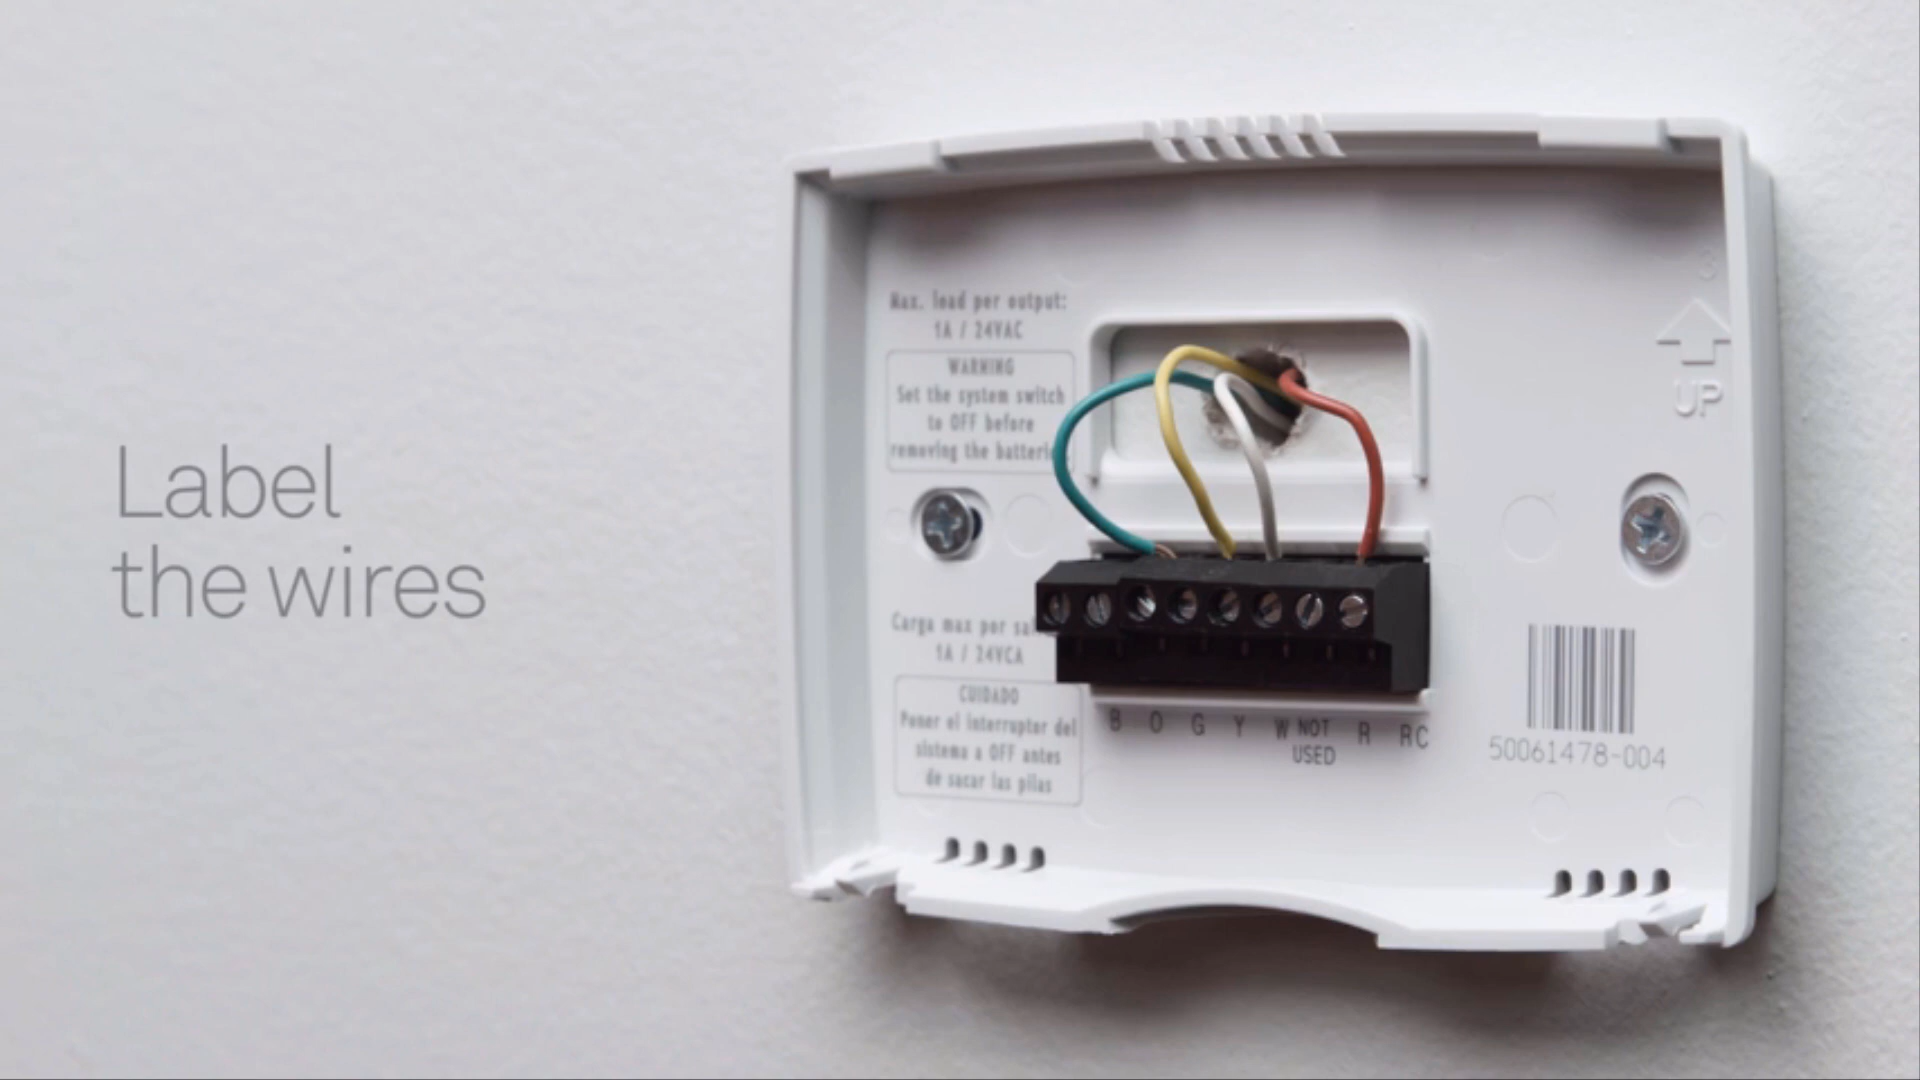 Label
the wires
Max. load per output:
1A / 24VAC
WARNING
Set the system switch
to OFF before
removing the
Carga max por
1A / 24VCA
CUIDADO
Poner el interruptor del
sistema a OFF antes
de sacar las pilas
B O G Y W NOT USED R RC
3
UP
50061478-004